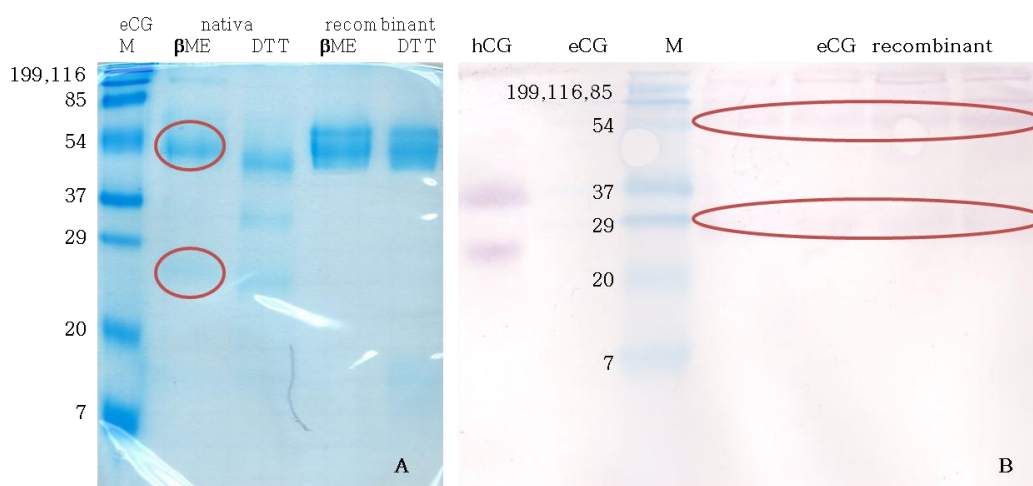 eCG nativa recombinant
M βME DTT βME DTT
199,116
85
54
37
29
20
7
A
hCG eCG M eCG recombinant
199,116,85
54
37
29
20
7
B